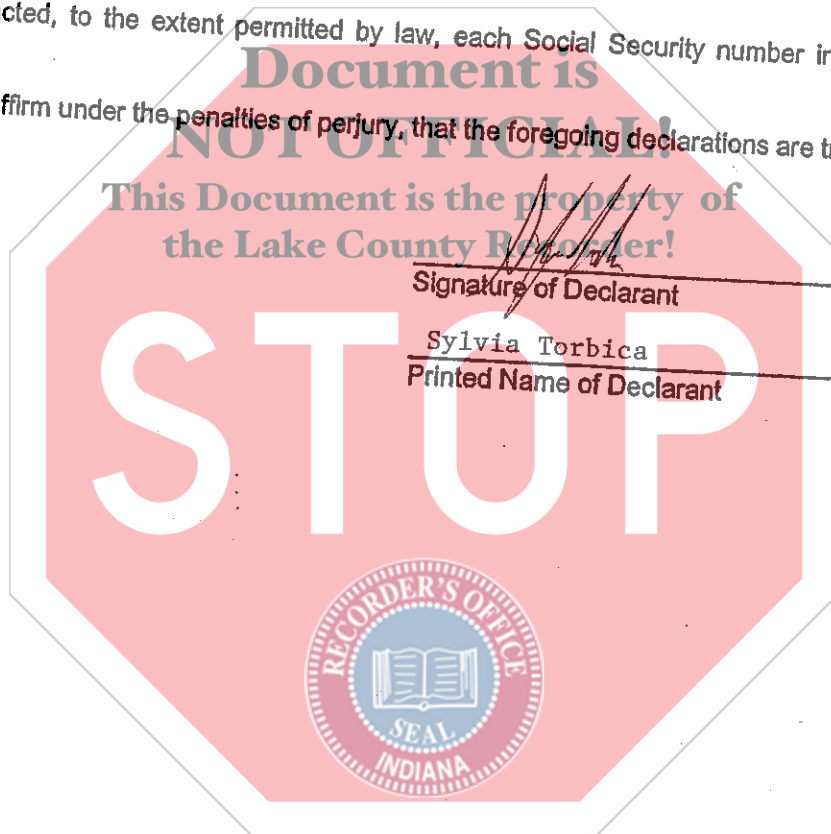 cted, to the extent permitted by law, each Social Security number in
Document is
ffirm under the penalties of perjury, that the foregoing declarations are tr
NOT OFFICIAL!
This Document is the property of
the Lake County Recorder!
Signature of Declarant
Sylvia Torbica
Printed Name of Declarant
STOP
RECORDER'S OFFICE
SEAL
INDIANA